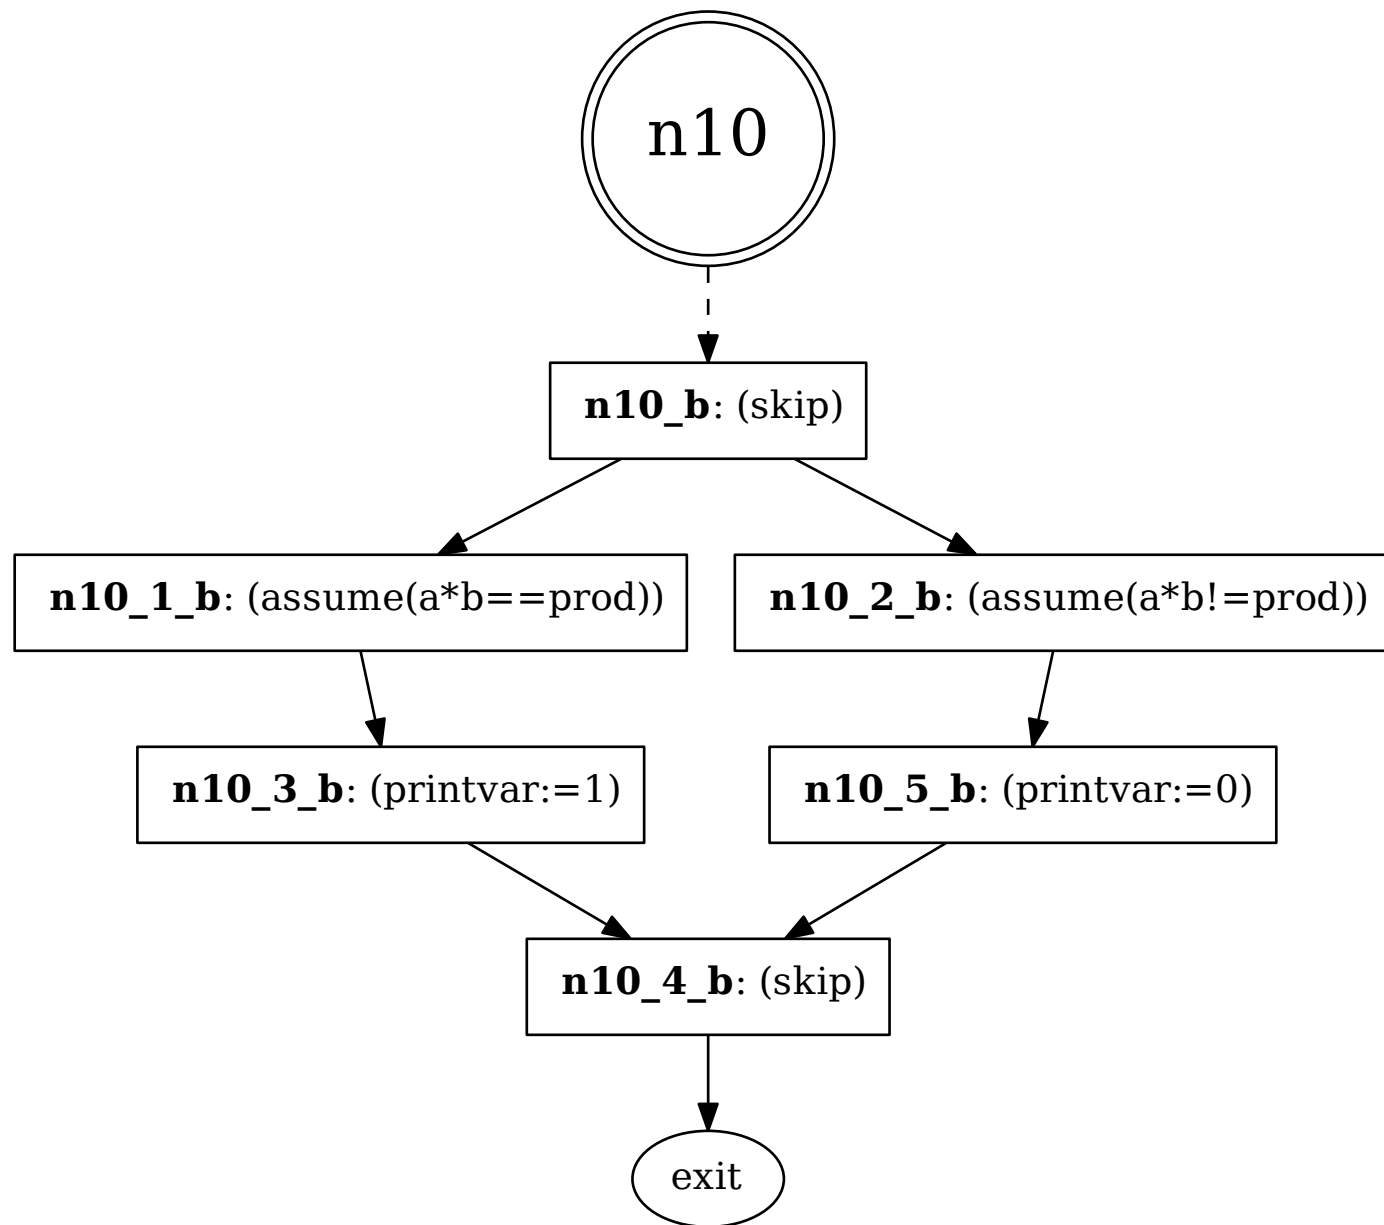 n10
n10_b: (skip)
n10_1_b: (assume(a*b==prod))
n10_2_b: (assume(a*b!=prod))
n10_3_b: (printvar:=1)
n10_5_b: (printvar:=0)
n10_4_b: (skip)
exit